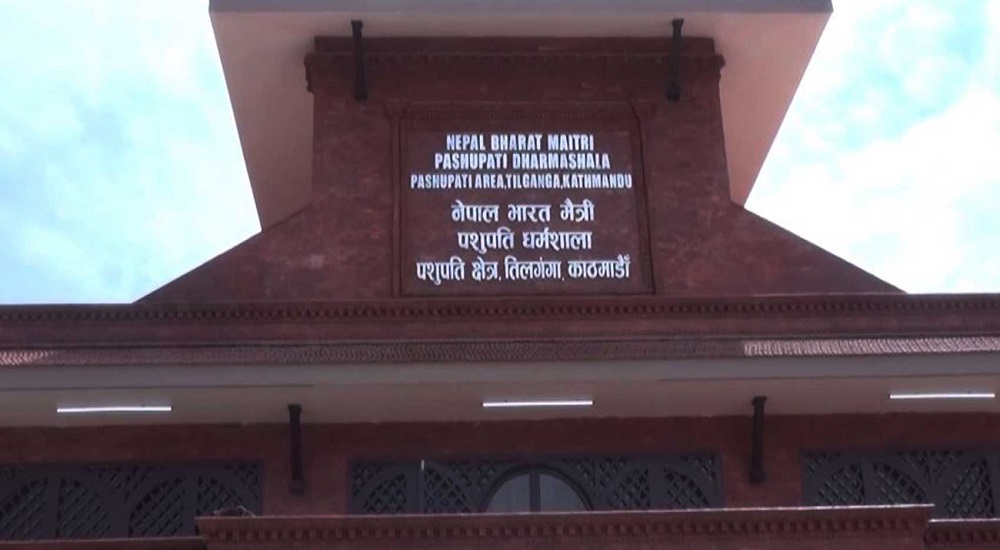 NEPAL BHARAT MAITRI
PASHUPATI DHARMASHALA
PASHUPATI AREA,TILGANGA,KATHMANDU
नेपाल भारत मैत्री
पशुपति धर्मशाला
पशुपति क्षेत्र, तिलगंगा, काठमाडौँ